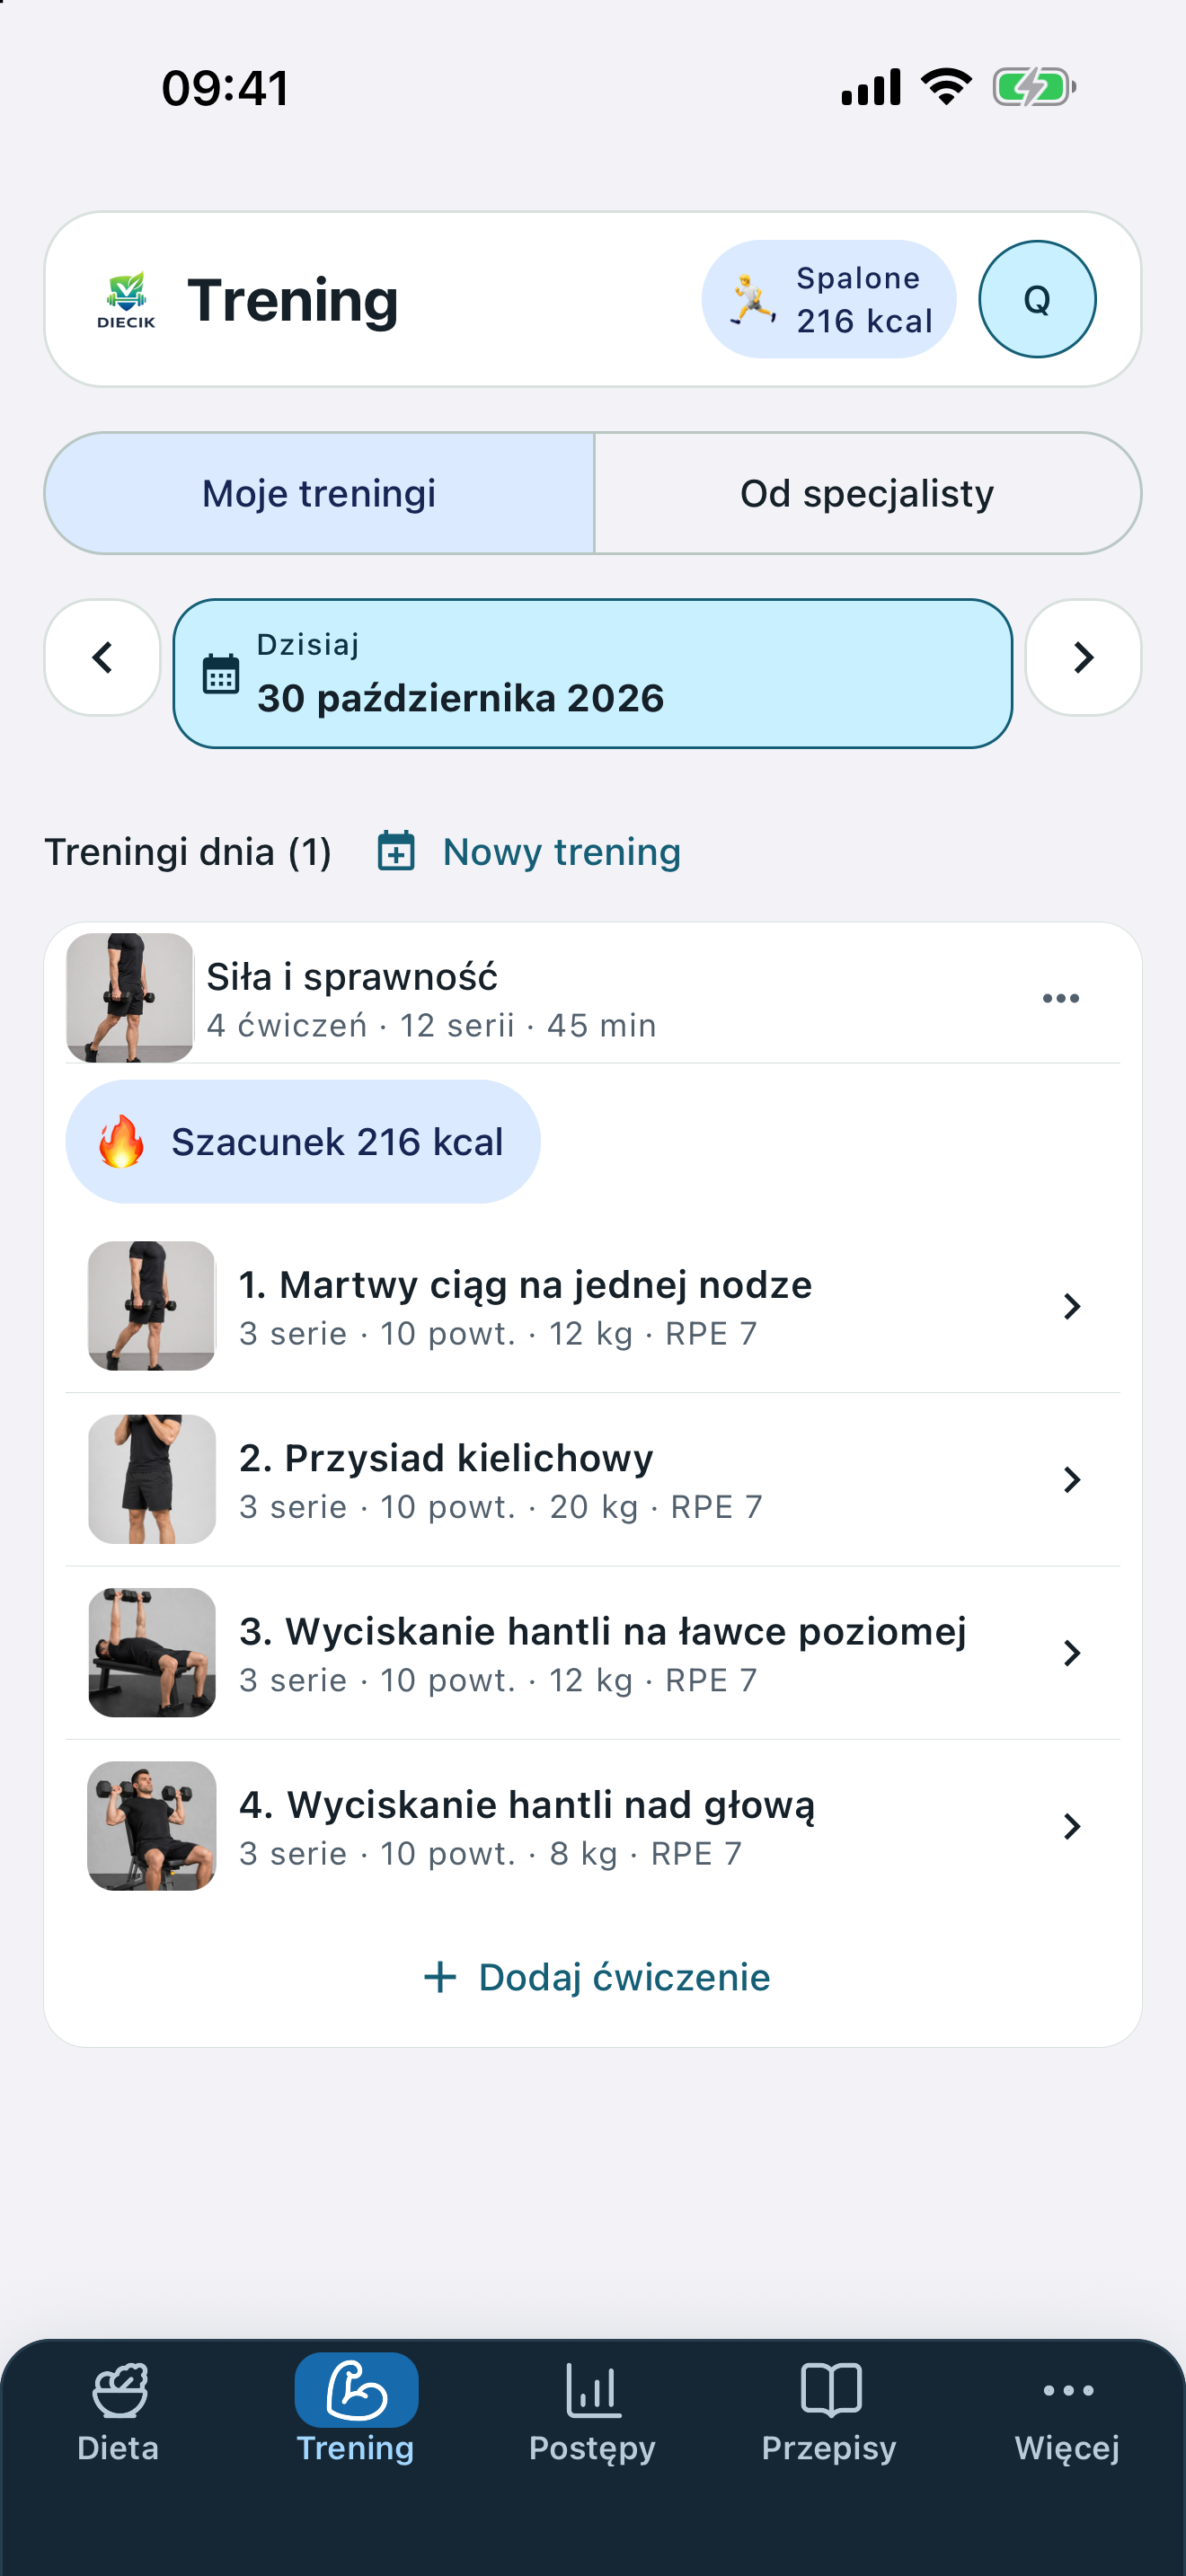 09:41
DIECIK
Trening
Spalone
216 kcal
Q
Moje treningi
Od specjalisty
Dzisiaj
30 października 2026
Treningi dnia (1)
Nowy trening
Siła i sprawność
4 ćwiczeń · 12 serii · 45 min
Szacunek 216 kcal
1. Martwy ciąg na jednej nodze
3 serie · 10 powt. · 12 kg · RPE 7
2. Przysiad kielichowy
3 serie · 10 powt. · 20 kg · RPE 7
3. Wyciskanie hantli na ławce poziomej
3 serie · 10 powt. · 12 kg · RPE 7
4. Wyciskanie hantli nad głową
3 serie · 10 powt. · 8 kg · RPE 7
+ Dodaj ćwiczenie
Dieta
Trening
Postępy
Przepisy
Więcej